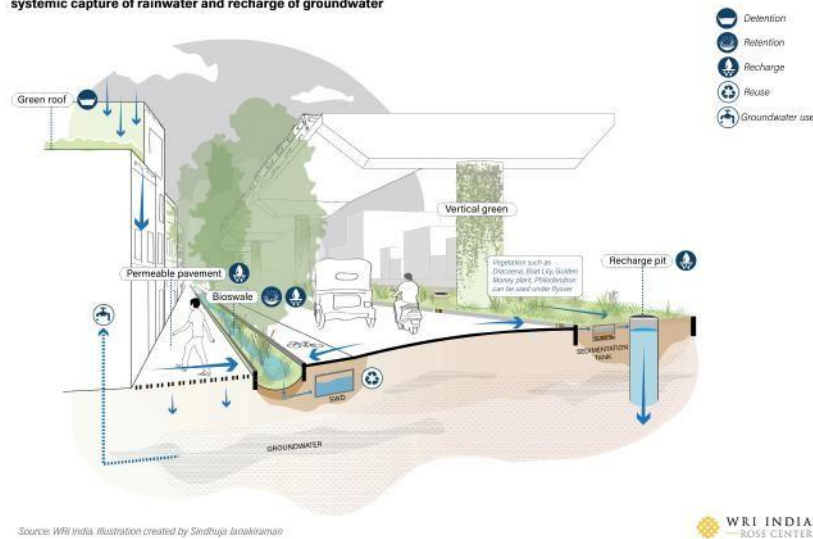 systemic capture of rainwater and recharge of groundwater
Detention
Retention
Recharge
Reuse
Groundwater use
Green roof
Vertical green
Permeable pavement
Bioswale
Vegetation such as
Dracaena, Boat Lily, Golden
Money plant, Philodendron
can be used under flyover
Recharge pit
SEDIMENTATION
TANK
SWD
GROUNDWATER
Source: WRI India. Illustration created by Sindhuja Janakiraman
WRI INDIA
ROSS CENTER